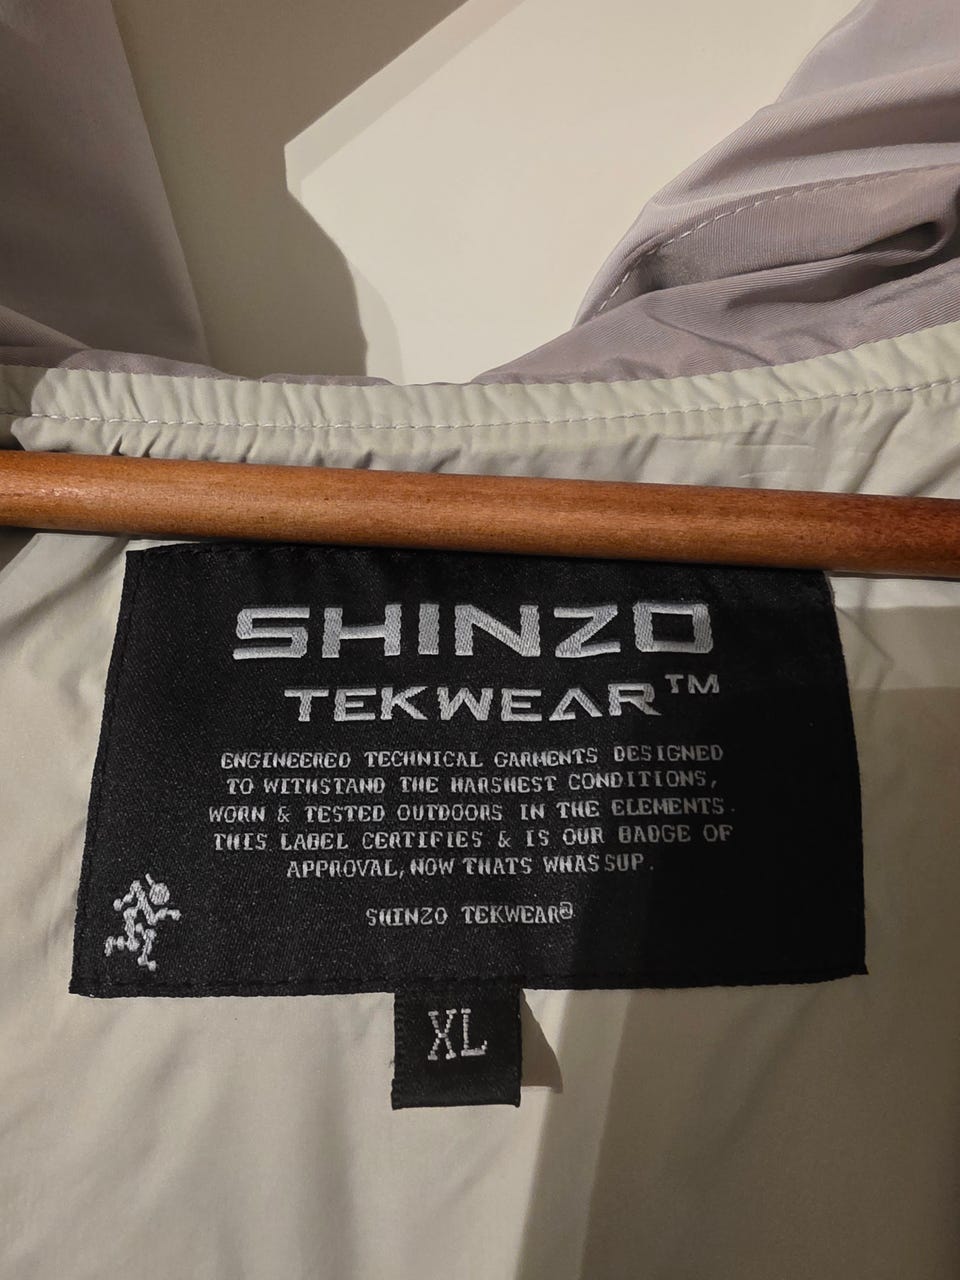 SHINZO
TEKWEAR™
ENGINEERED TECHNICAL GARMENTS DESIGNED
TO WITHSTAND THE HARSHEST CONDITIONS,
WORN & TESTED OUTDOORS IN THE ELEMENTS.
THIS LABEL CERTIFIES & IS OUR BADGE OF
APPROVAL, NOW THATS WHASSUP.
SHINZO TEKWEAR®
XL